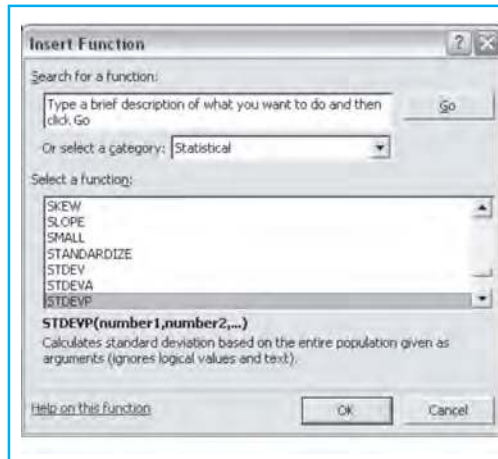 Insert Function
Search for a function:
Type a brief description of what you want to do and then
click Go
Go
Or select a category: Statistical
Select a function:
SKEW
SLOPE
SMALL
STANDARDIZE
STDEV
STDEVA
STDEVP
STDEVP(number1,number2,...)
Calculates standard deviation based on the entire population given as
arguments (ignores logical values and text).
Help on this function
OK
Cancel